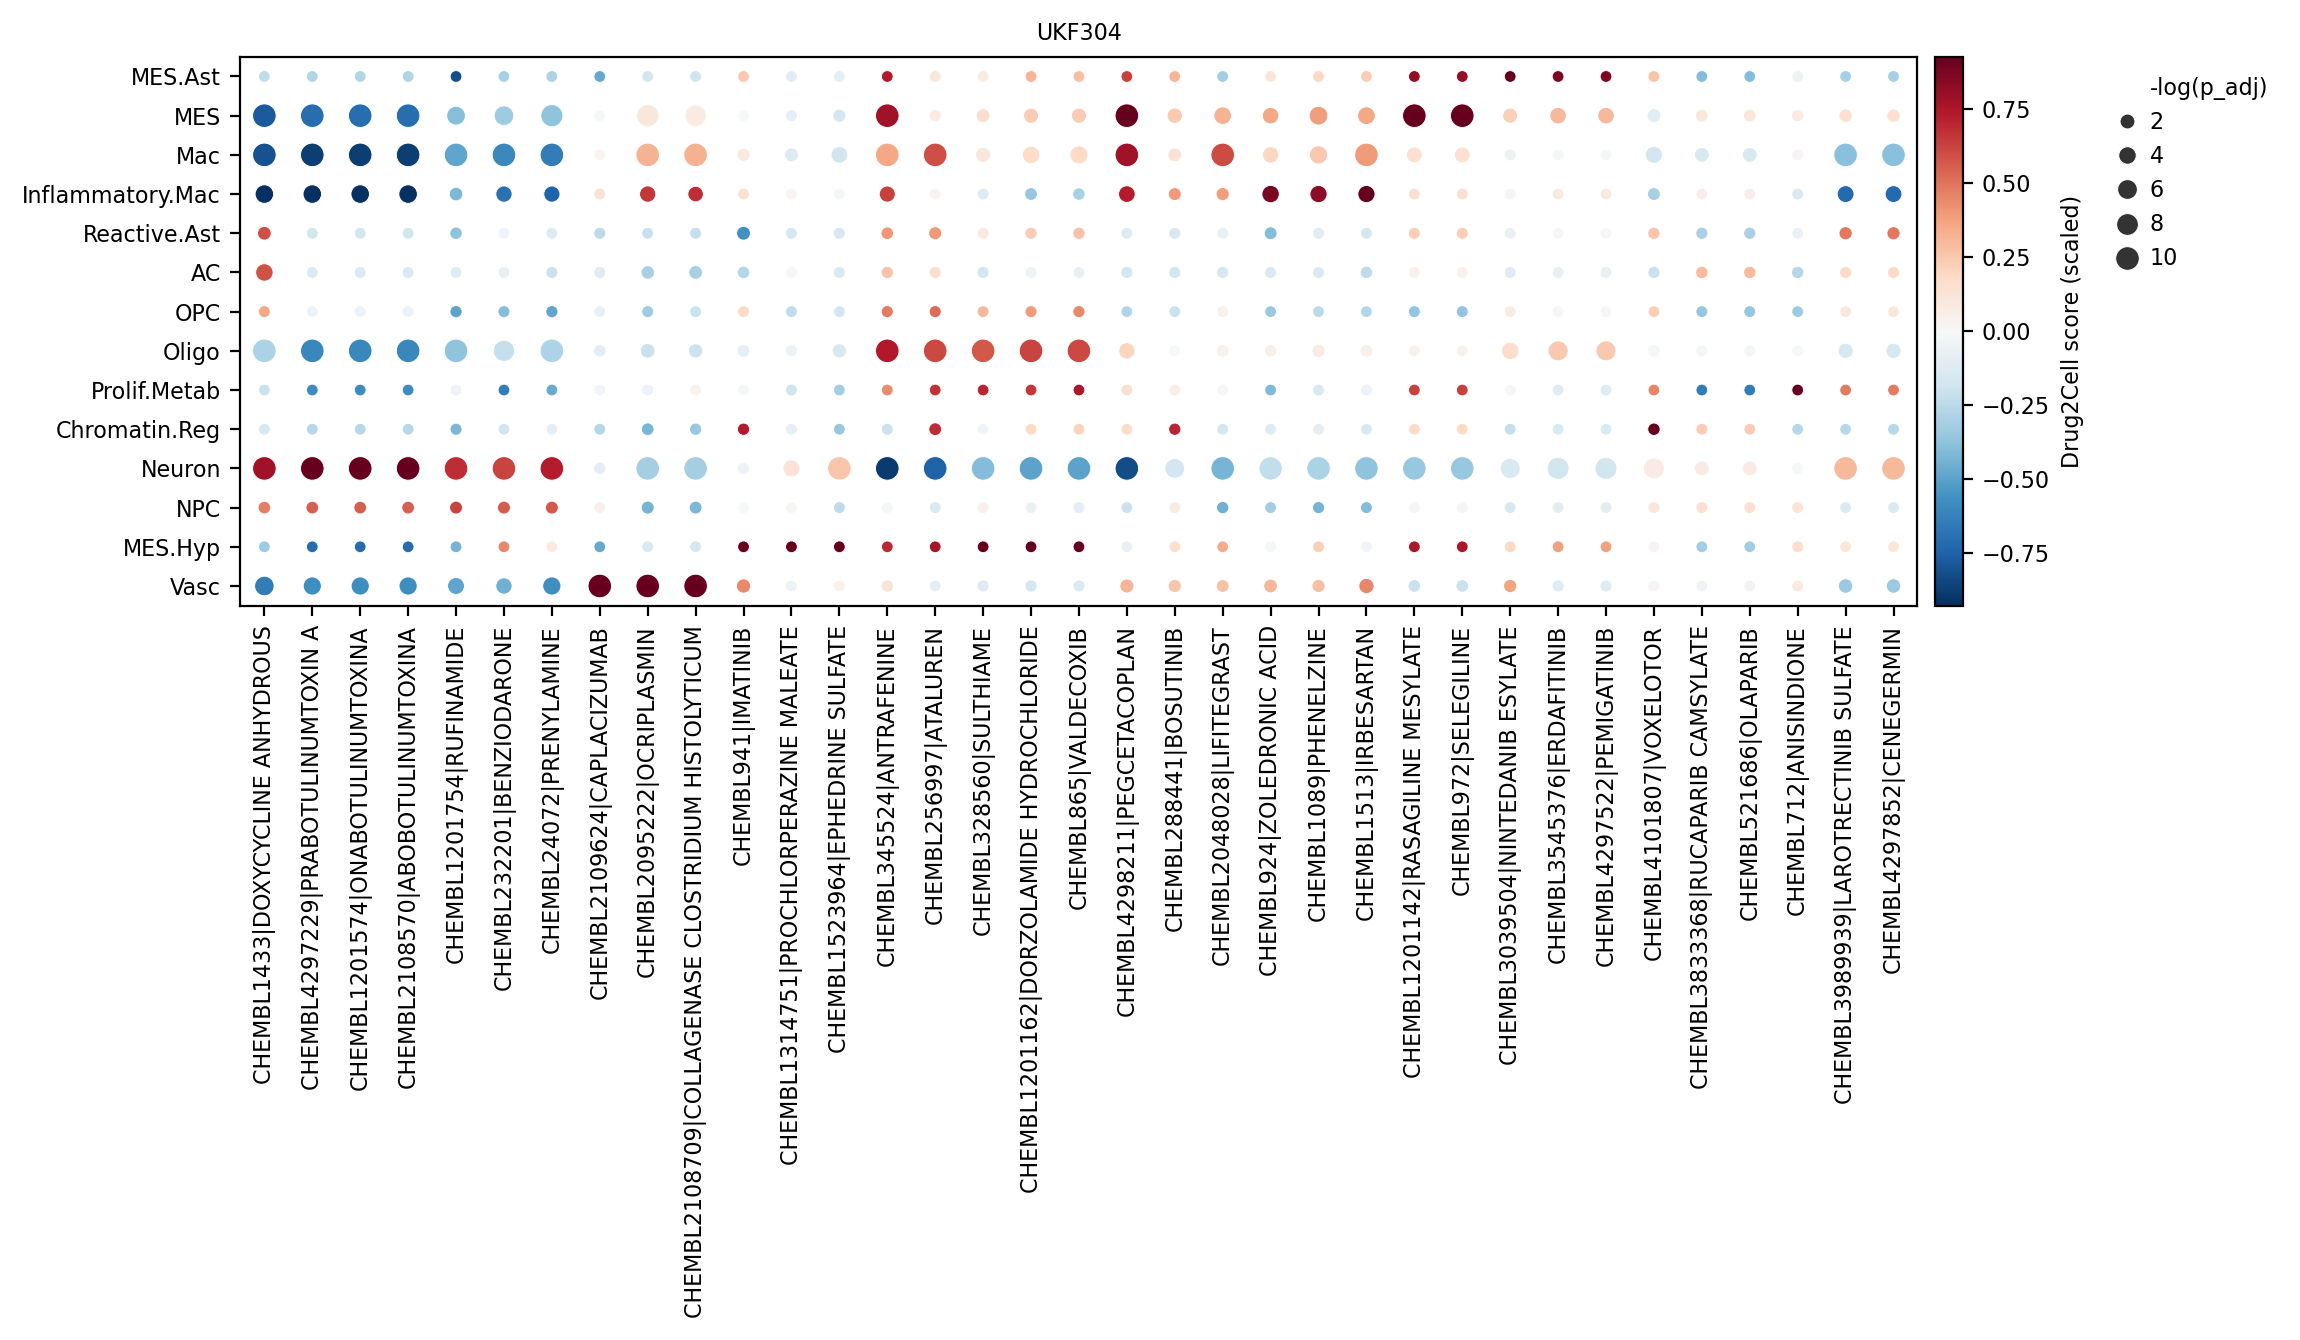 UKF304
MES.Ast
MES
Mac
Inflammatory.Mac
Reactive.Ast
AC
OPC
Oligo
Prolif.Metab
Chromatin.Reg
Neuron
NPC
MES.Hyp
Vasc
CHEMBL1433|DOXYCYCLINE ANHYDROUS
CHEMBL4297229|PRABOTULINUMTOXIN A
CHEMBL1201574|ONABOTULINUMTOXINA
CHEMBL2108570|ABOBOTULINUMTOXINA
CHEMBL1201754|RUFINAMIDE
CHEMBL2322201|BENZIODARONE
CHEMBL24072|PRENYLAMINE
CHEMBL2109624|CAPLACIZUMAB
CHEMBL2095222|OCRIPLASMIN
CHEMBL2108709|COLLAGENASE CLOSTRIDIUM HISTOLYTICUM
CHEMBL941|IMATINIB
CHEMBL1314751|PROCHLORPERAZINE MALEATE
CHEMBL1523964|EPHEDRINE SULFATE
CHEMBL345524|ANTRAFENINE
CHEMBL256997|ATALUREN
CHEMBL328560|SULTHIAME
CHEMBL1201162|DORZOLAMIDE HYDROCHLORIDE
CHEMBL865|VALDECOXIB
CHEMBL4298211|PEGCETACOPLAN
CHEMBL288441|BOSUTINIB
CHEMBL2048028|LIFITEGRAST
CHEMBL924|ZOLEDRONIC ACID
CHEMBL1089|PHENELZINE
CHEMBL1513|IRBESARTAN
CHEMBL1201142|RASAGILINE MESYLATE
CHEMBL972|SELEGILINE
CHEMBL3039504|NINTEDANIB ESYLATE
CHEMBL3545376|ERDAFITINIB
CHEMBL4297522|PEMIGATINIB
CHEMBL4101807|VOXELOTOR
CHEMBL3833368|RUCAPARIB CAMSYLATE
CHEMBL521686|OLAPARIB
CHEMBL712|ANISINDIONE
CHEMBL3989939|LAROTRECTINIB SULFATE
CHEMBL4297852|CENEGERMIN
0.75
0.50
0.25
0.00
−0.25
−0.50
−0.75
Drug2Cell score (scaled)
-log(p_adj)
2
4
6
8
10